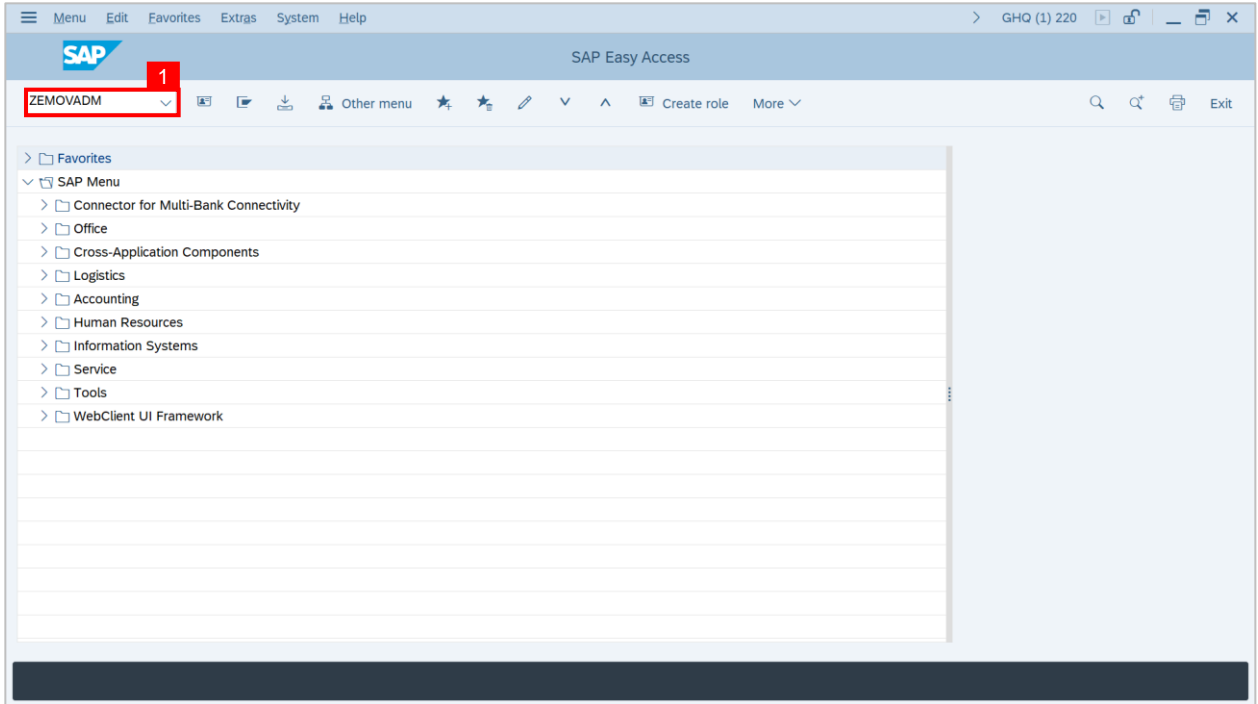 Menu Edit Favorites Extras System Help GHQ (1) 220
SAP SAP Easy Access
1
ZEMOVADM Other menu Create role More Exit
Favorites
SAP Menu
Connector for Multi-Bank Connectivity
Office
Cross-Application Components
Logistics
Accounting
Human Resources
Information Systems
Service
Tools
WebClient UI Framework